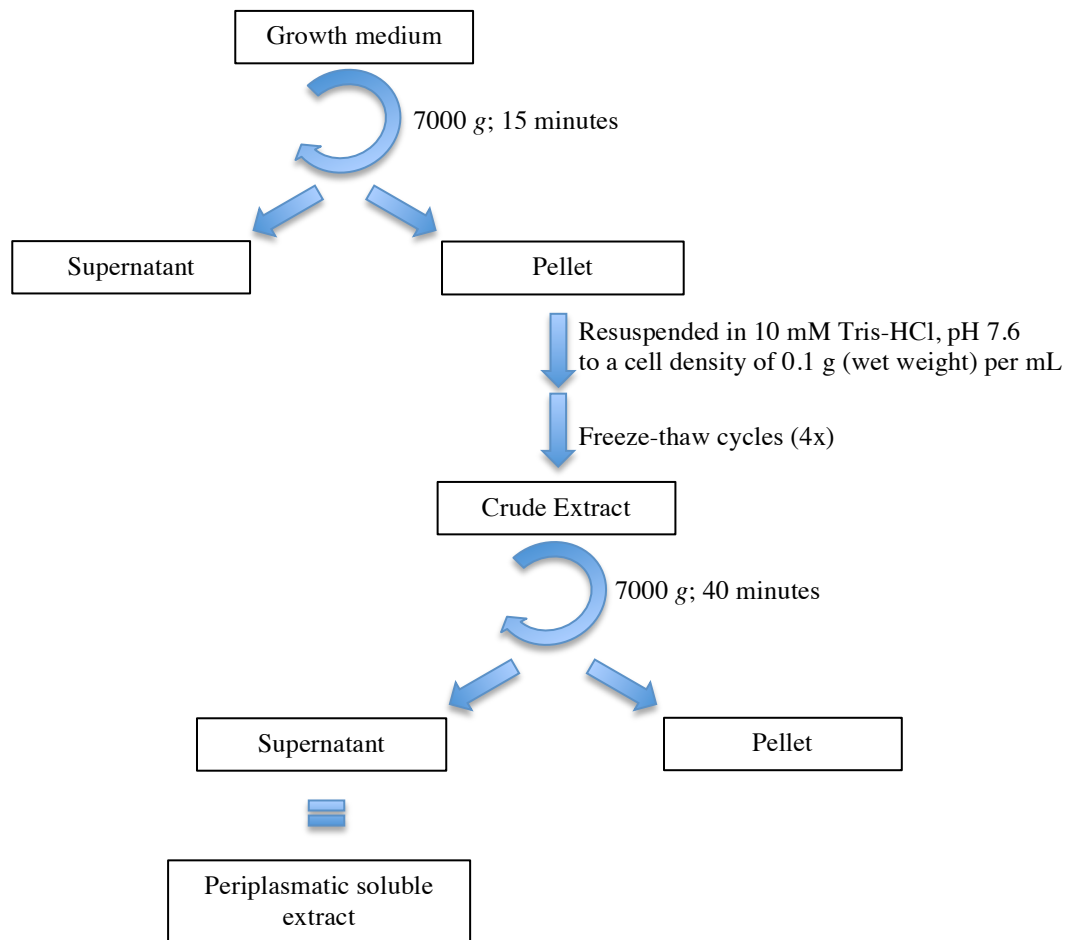 Growth medium
7000 g; 15 minutes
Supernatant
Pellet
Resuspended in 10 mM Tris-HCl, pH 7.6
to a cell density of 0.1 g (wet weight) per mL
Freeze-thaw cycles (4x)
Crude Extract
7000 g; 40 minutes
Supernatant
Pellet
Periplasmatic soluble
extract